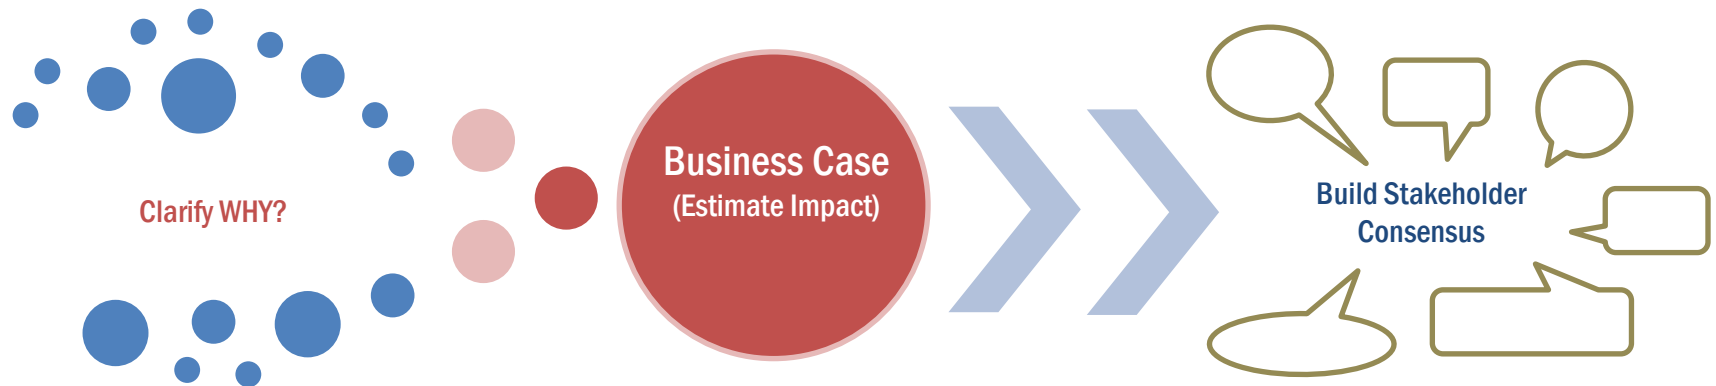 Clarify WHY?
Business Case
(Estimate Impact)
Build Stakeholder
Consensus